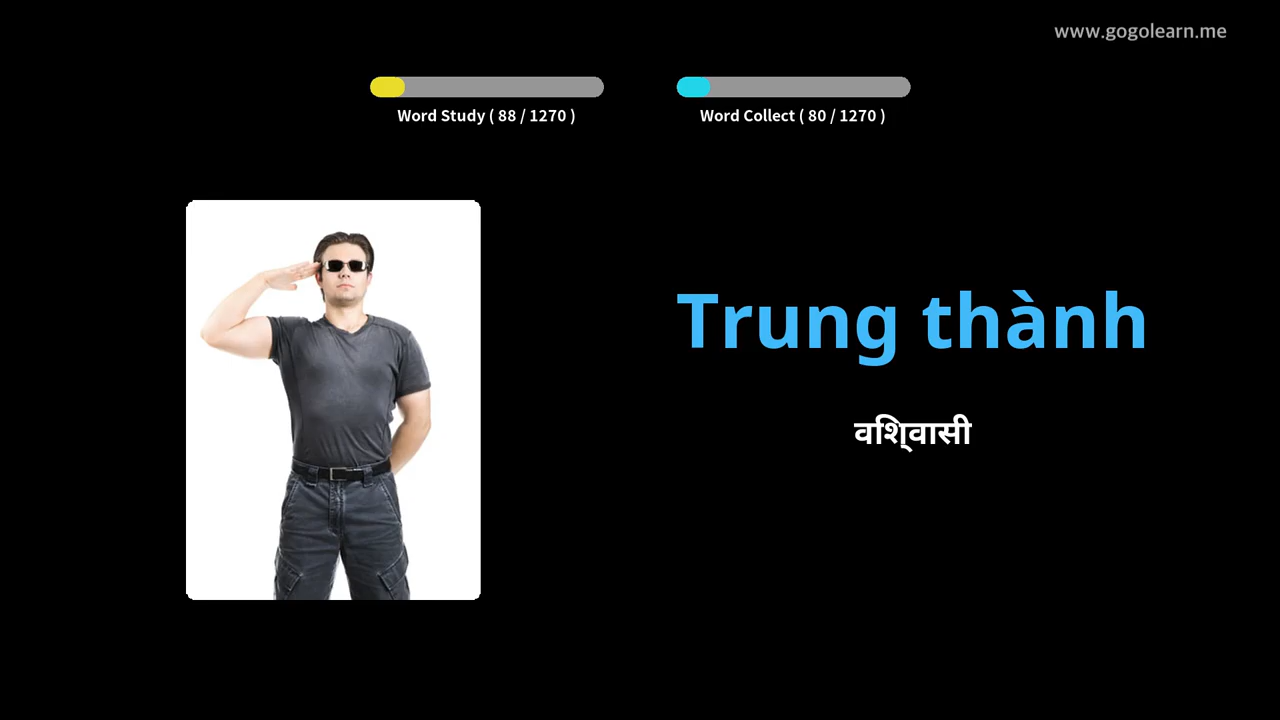 www.gogolearn.me
Word Study ( 88 / 1270 )
Word Collect ( 80 / 1270 )
Trung thành
वशि्वासी